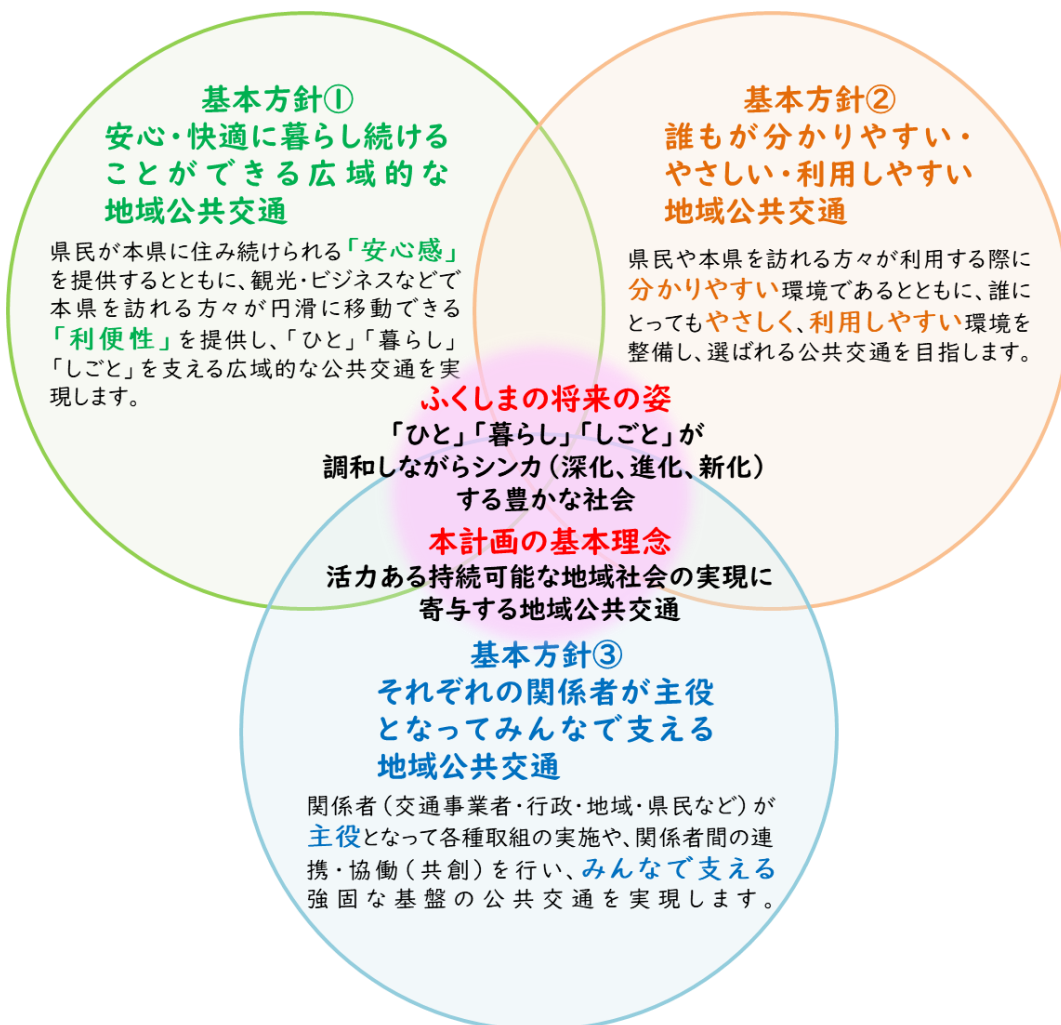 基本方針①
安心・快適に暮らし続ける
ことができる広域的な
地域公共交通
県民が本県に住み続けられる「安心感」
を提供するとともに、観光・ビジネスなどで
本県を訪れる方々が円滑に移動できる
「利便性」を提供し、「ひと」「暮らし」
「しごと」を支える広域的な公共交通を実
現します。
基本方針②
誰もが分かりやすい・
やさしい・利用しやすい
地域公共交通
県民や本県を訪れる方々が利用する際に
分かりやすい環境であるとともに、誰に
とってもやさしく、利用しやすい環境を
整備し、選ばれる公共交通を目指します。
ふくしまの将来の姿
「ひと」「暮らし」「しごと」が
調和しながらシンカ（深化、進化、新化）
する豊かな社会
本計画の基本理念
活力ある持続可能な地域社会の実現に
寄与する地域公共交通
基本方針③
それぞれの関係者が主役
となってみんなで支える
地域公共交通
関係者（交通事業者・行政・地域・県民など）が
主役となって各種取組の実施や、関係者間の連
携・協働（共創）を行い、みんなで支える
強固な基盤の公共交通を実現します。